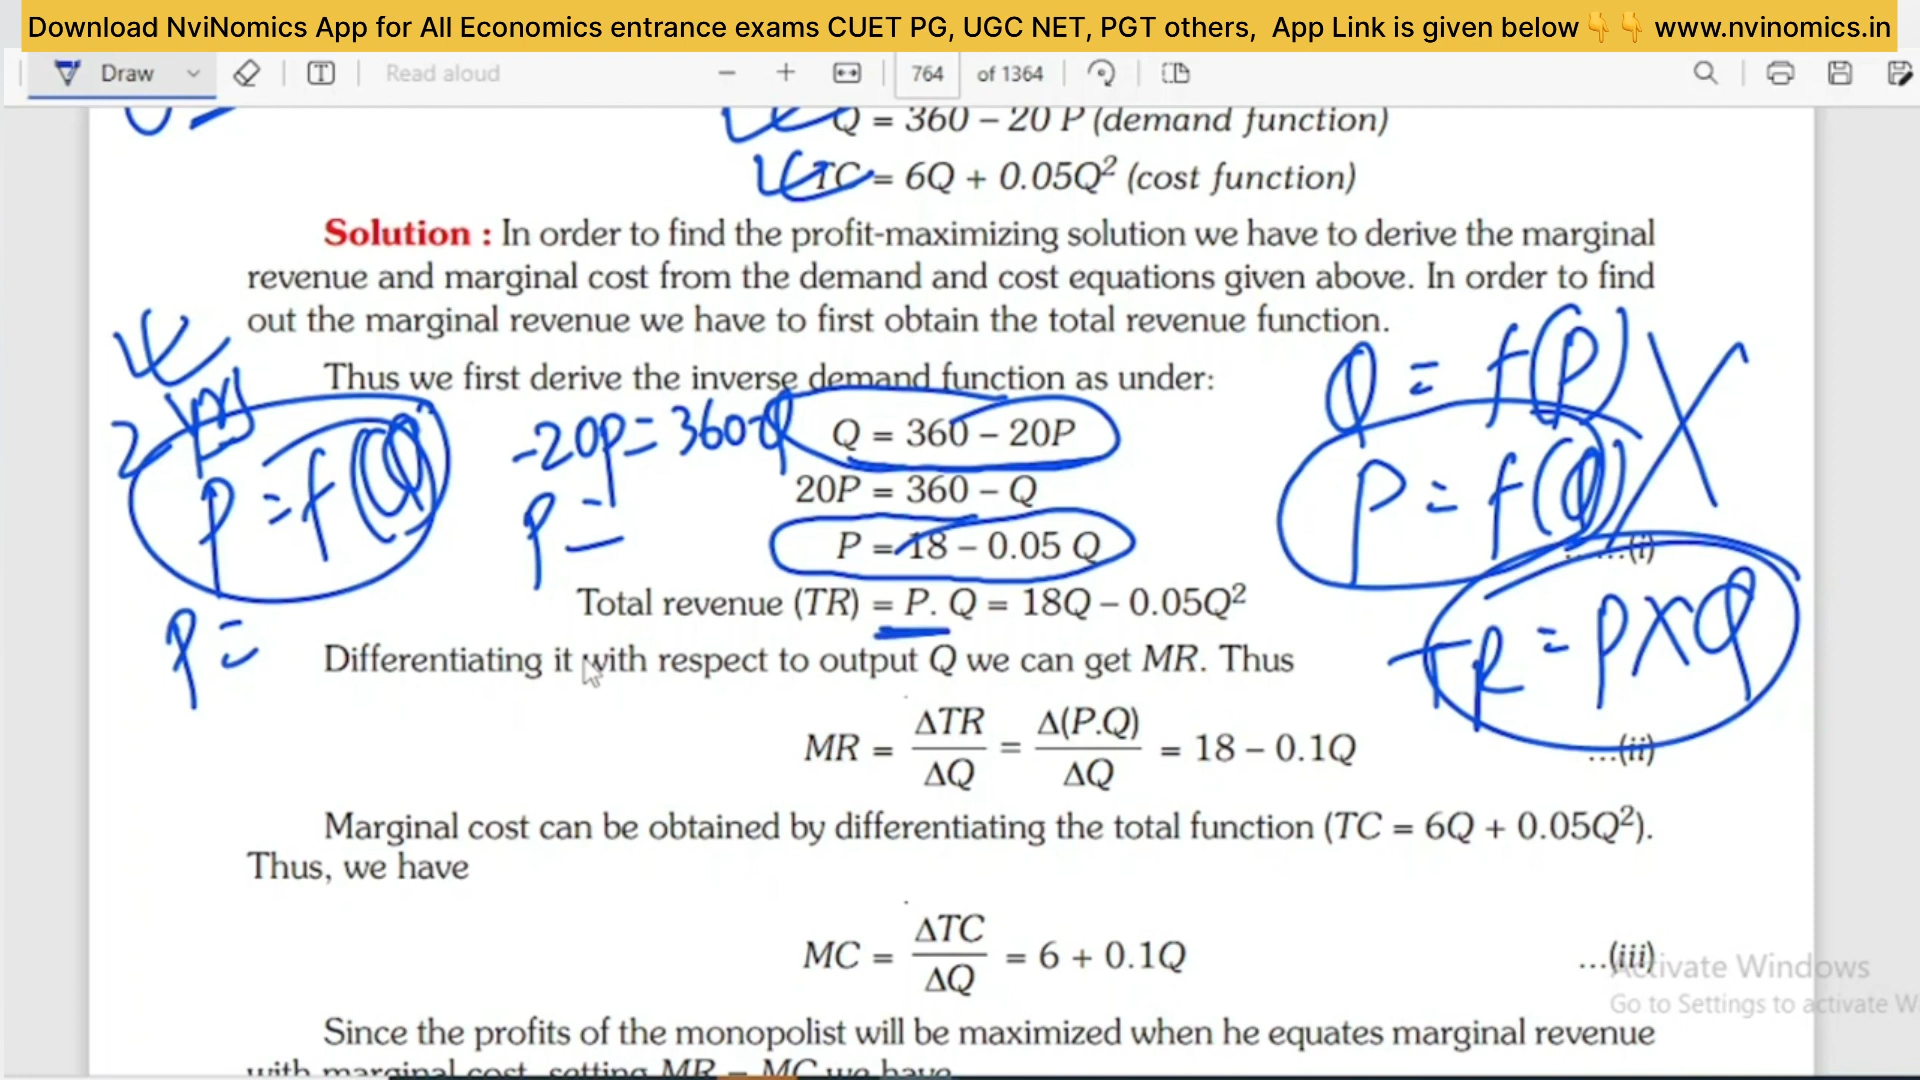 Download NviNomics App for All Economics entrance exams CUET PG, UGC NET, PGT others, App Link is given below👇👇 www.nvinomics.in
Draw Read aloud 764 of 1364
Q = 360 – 20 P (demand function)
TC = 6Q + 0.05Q² (cost function)
Solution : In order to find the profit-maximizing solution we have to derive the marginal
revenue and marginal cost from the demand and cost equations given above. In order to find
out the marginal revenue we have to first obtain the total revenue function.
Thus we first derive the inverse demand function as under:
Q = f(P)
-20P = 360-Q
Q = 360 – 20P
P = f(Q)
20P = 360 – Q
P = f(Q)
P =
P = 18 – 0.05 Q ......(i)
Total revenue (TR) = P. Q = 18Q – 0.05Q²
P =
TR = P X Q
Differentiating it with respect to output Q we can get MR. Thus
MR = ΔTR/ΔQ = Δ(P.Q)/ΔQ = 18 – 0.1Q ...(ii)
Marginal cost can be obtained by differentiating the total function (TC = 6Q + 0.05Q²).
Thus, we have
MC = ΔTC/ΔQ = 6 + 0.1Q ...(iii)
Activate Windows
Go to Settings to activate W
Since the profits of the monopolist will be maximized when he equates marginal revenue
with marginal cost, setting MR = MC we have